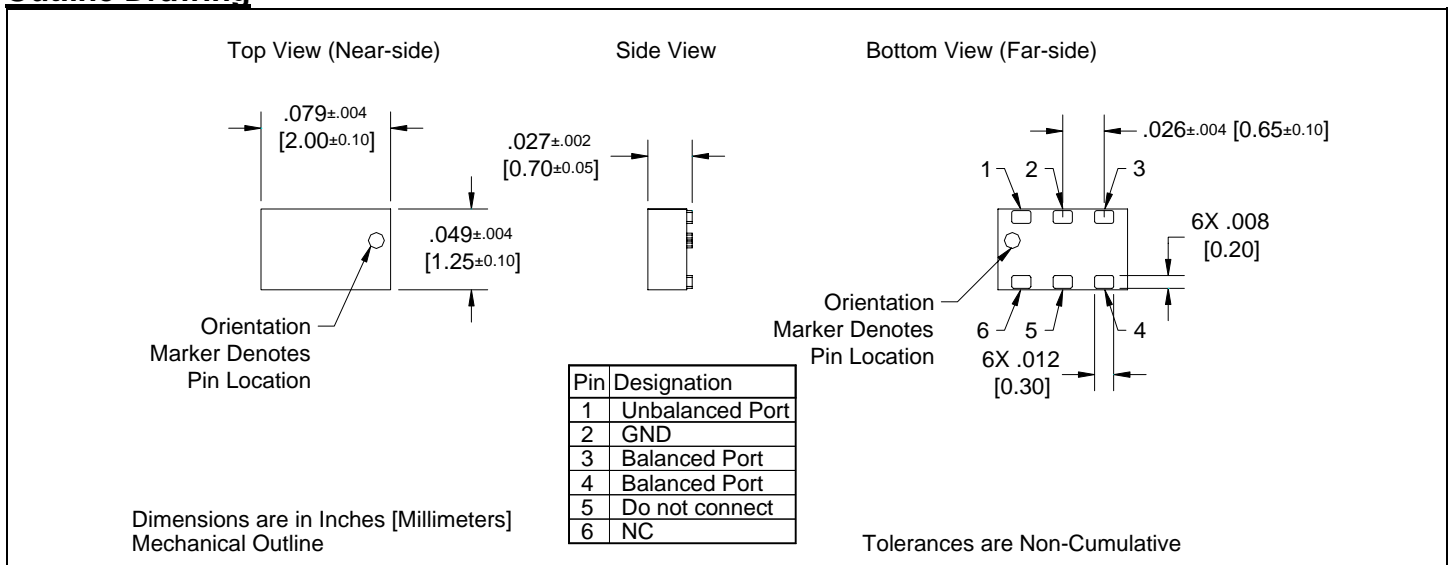 Outline Drawing
Top View (Near-side)
Side View
Bottom View (Far-side)
.079±.004
[2.00±0.10]
.027±.002
[0.70±0.05]
.026±.004 [0.65±0.10]
1
2
3
.049±.004
[1.25±0.10]
6X .008
[0.20]
Orientation
Marker Denotes
Pin Location
Orientation
Marker Denotes
Pin Location
6
5
4
6X .012
[0.30]
Pin Designation
1 Unbalanced Port
2 GND
3 Balanced Port
4 Balanced Port
5 Do not connect
6 NC
Dimensions are in Inches [Millimeters]
Mechanical Outline
Tolerances are Non-Cumulative